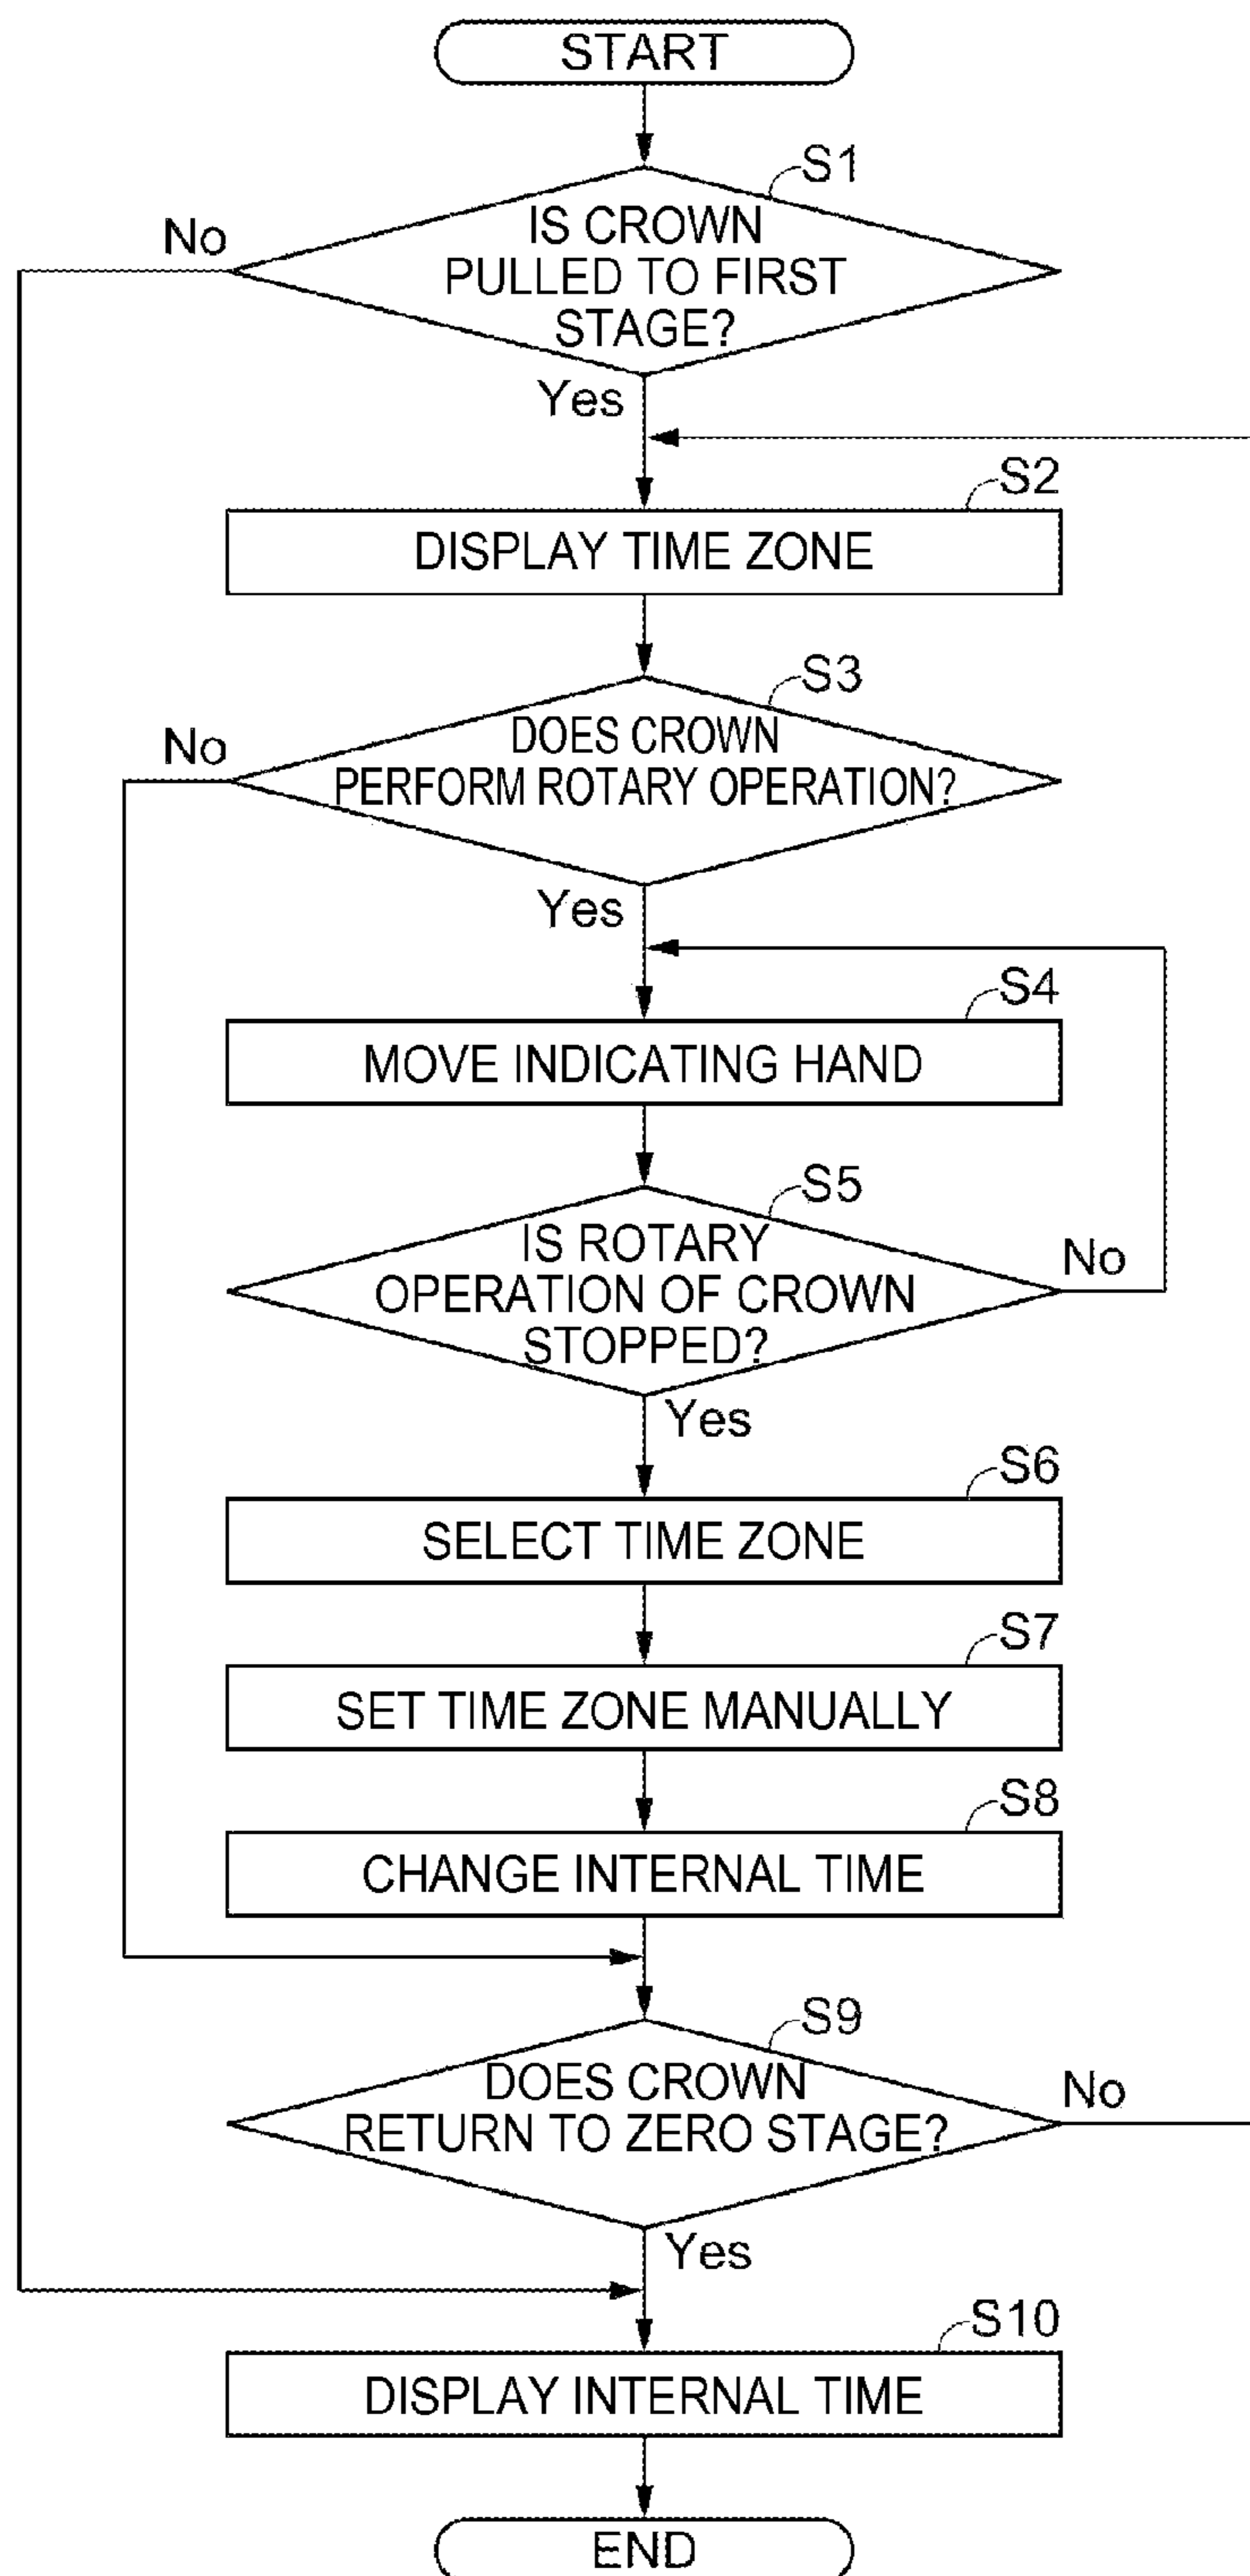 START
S1
IS CROWN
PULLED TO FIRST
STAGE?
No
Yes
S2
DISPLAY TIME ZONE
S3
DOES CROWN
PERFORM ROTARY OPERATION?
No
Yes
S4
MOVE INDICATING HAND
S5
IS ROTARY
OPERATION OF CROWN
STOPPED?
No
Yes
S6
SELECT TIME ZONE
S7
SET TIME ZONE MANUALLY
S8
CHANGE INTERNAL TIME
S9
DOES CROWN
RETURN TO ZERO STAGE?
No
Yes
S10
DISPLAY INTERNAL TIME
END